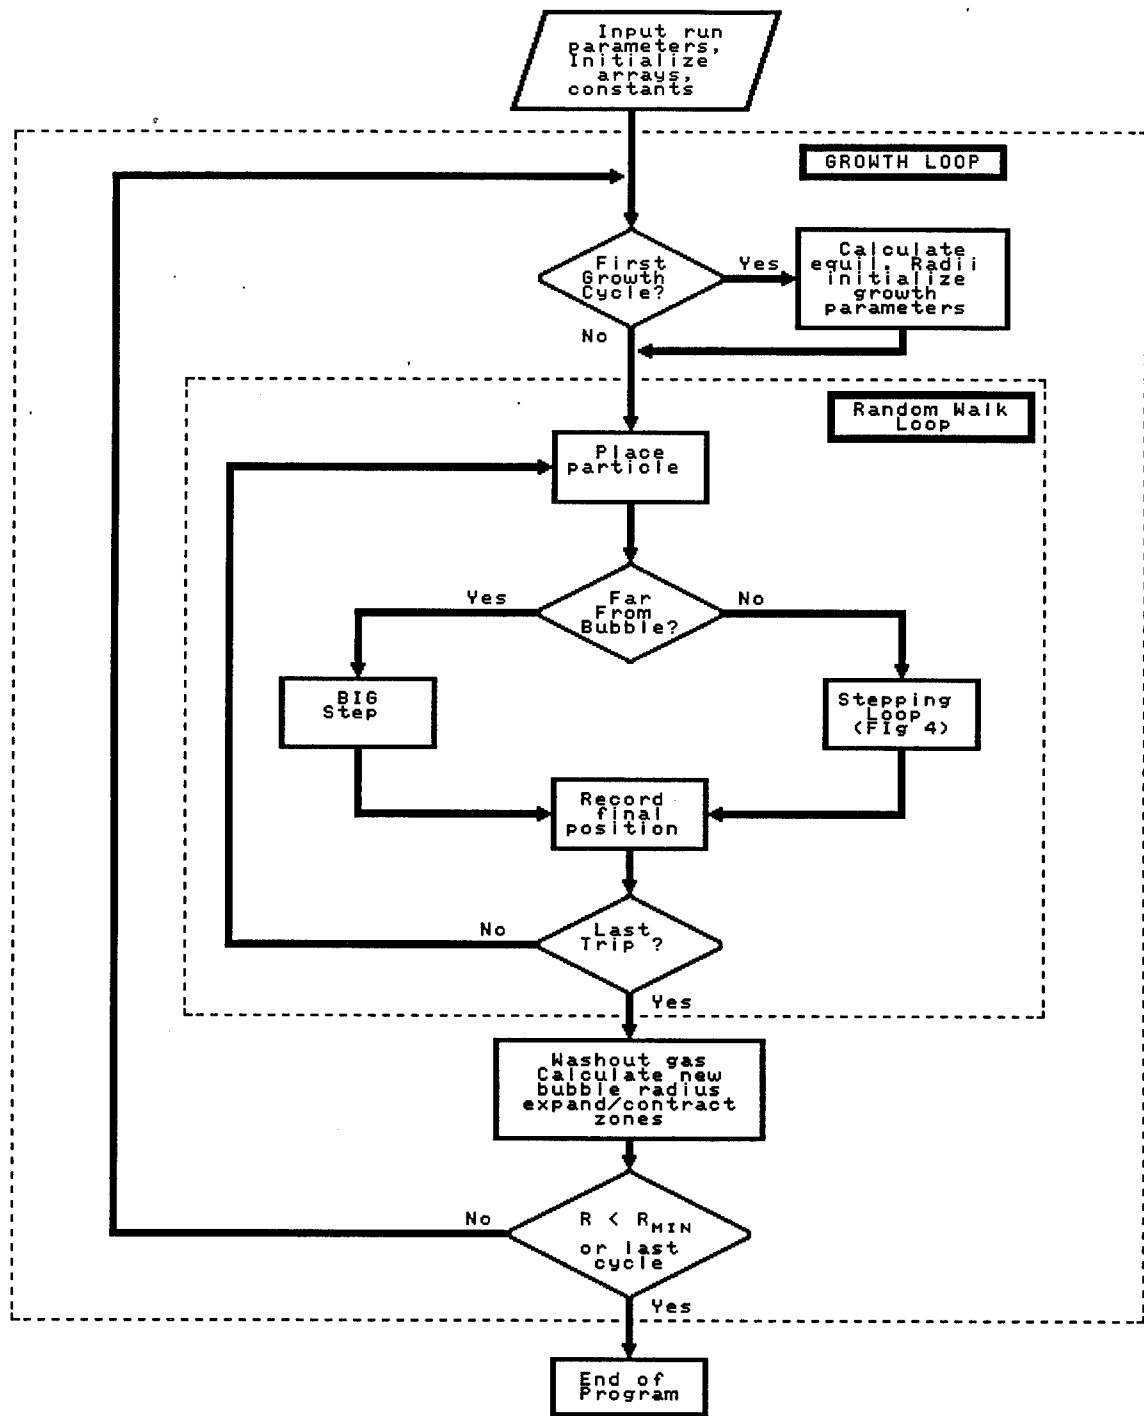 Input run
parameters,
Initialize
arrays,
constants
GROWTH LOOP
First
Growth
Cycle?
Yes
Calculate
equil. Radii
initialize
growth
parameters
No
Random Walk
Loop
Place
particle
Far
From
Bubble?
Yes
No
BIG
Step
Stepping
Loop
(FIg 4)
Record
final
position
Last
Trip ?
No
Yes
Washout gas
Calculate new
bubble radius
expand/contract
zones
R < RMIN
or last
cycle
No
Yes
End of
Program